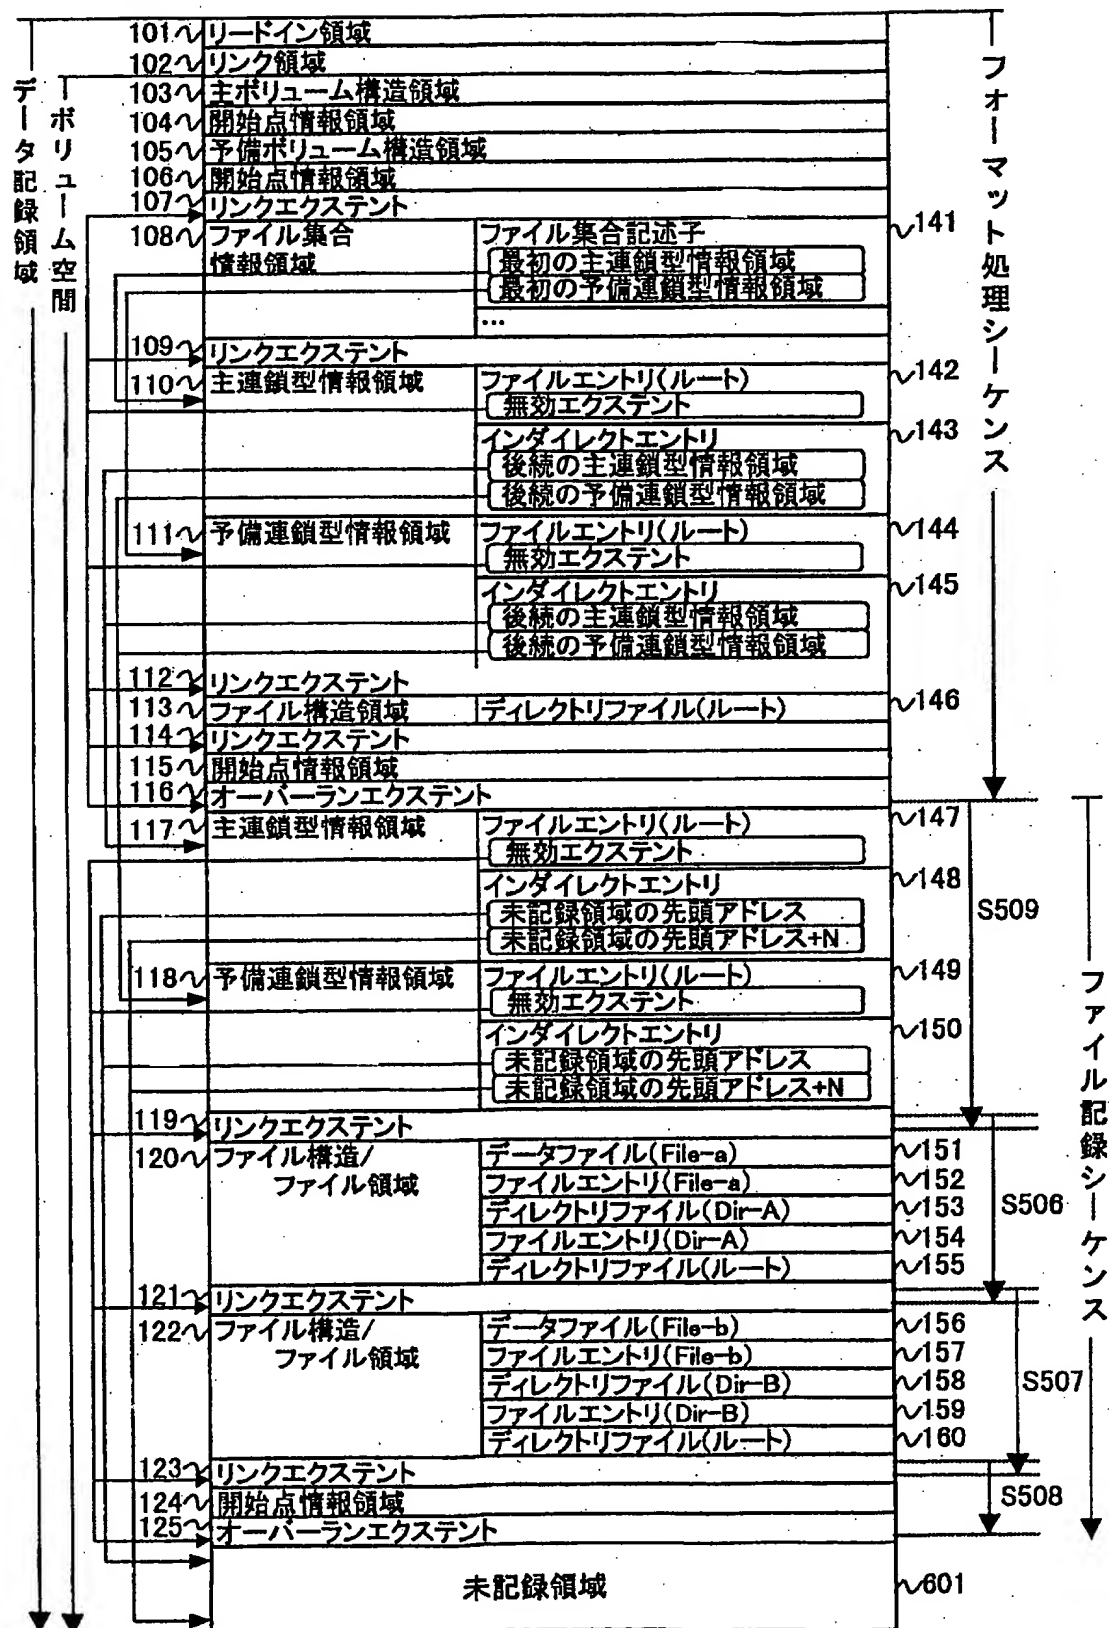 データ記録領域
ボリューム空間
フォーマット処理シーケンス
101 リードイン領域
102 リンク領域
103 主ボリューム構造領域
104 開始点情報領域
105 予備ボリューム構造領域
106 開始点情報領域
107 リンクエクステント
108 ファイル集合 ファイル集合記述子 141
情報領域 最初の主連鎖型情報領域
最初の予備連鎖型情報領域
...
109 リンクエクステント
110 主連鎖型情報領域 ファイルエントリ(ルート) 142
無効エクステント
インダイレクトエントリ 143
後続の主連鎖型情報領域
後続の予備連鎖型情報領域
111 予備連鎖型情報領域 ファイルエントリ(ルート) 144
無効エクステント
インダイレクトエントリ 145
後続の主連鎖型情報領域
後続の予備連鎖型情報領域
112 リンクエクステント
113 ファイル構造領域 ディレクトリファイル(ルート) 146
114 リンクエクステント
115 開始点情報領域
116 オーバーランエクステント
117 主連鎖型情報領域 ファイルエントリ(ルート) 147
無効エクステント
インダイレクトエントリ 148
未記録領域の先頭アドレス S509
未記録領域の先頭アドレス+N
118 予備連鎖型情報領域 ファイルエントリ(ルート) 149
無効エクステント
インダイレクトエントリ 150
未記録領域の先頭アドレス
未記録領域の先頭アドレス+N
ファイル記録シーケンス
119 リンクエクステント
120 ファイル構造/ データファイル(File-a) 151
ファイル領域 ファイルエントリ(File-a) 152
ディレクトリファイル(Dir-A) 153 S506
ファイルエントリ(Dir-A) 154
ディレクトリファイル(ルート) 155
121 リンクエクステント
122 ファイル構造/ データファイル(File-b) 156
ファイル領域 ファイルエントリ(File-b) 157
ディレクトリファイル(Dir-B) 158 S507
ファイルエントリ(Dir-B) 159
ディレクトリファイル(ルート) 160
123 リンクエクステント
124 開始点情報領域 S508
125 オーバーランエクステント
未記録領域 601